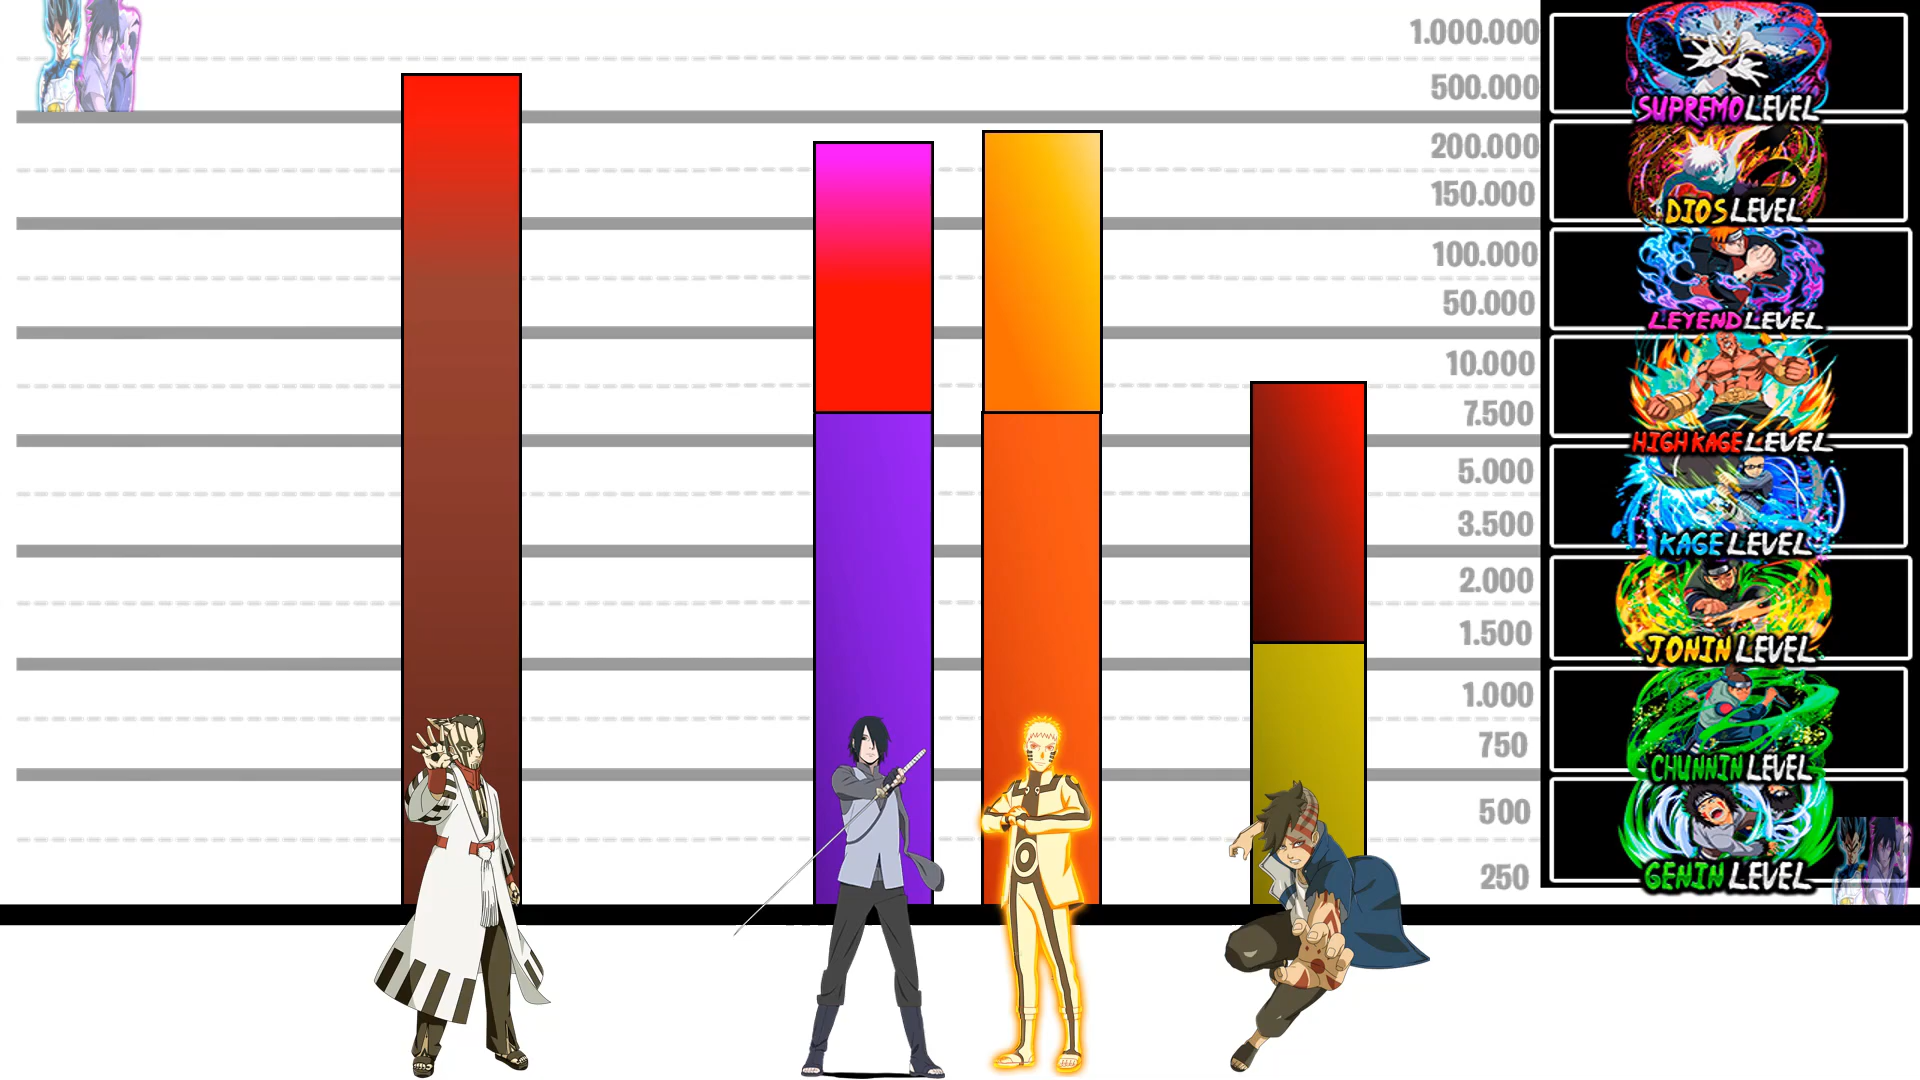 1.000.000
500.000
SUPREMO LEVEL
200.000
150.000
DIOS LEVEL
100.000
50.000
LEYEND LEVEL
10.000
7.500
HIGH KAGE LEVEL
5.000
3.500
KAGE LEVEL
2.000
1.500
JONIN LEVEL
1.000
750
CHUNNIN LEVEL
500
250
GENIN LEVEL